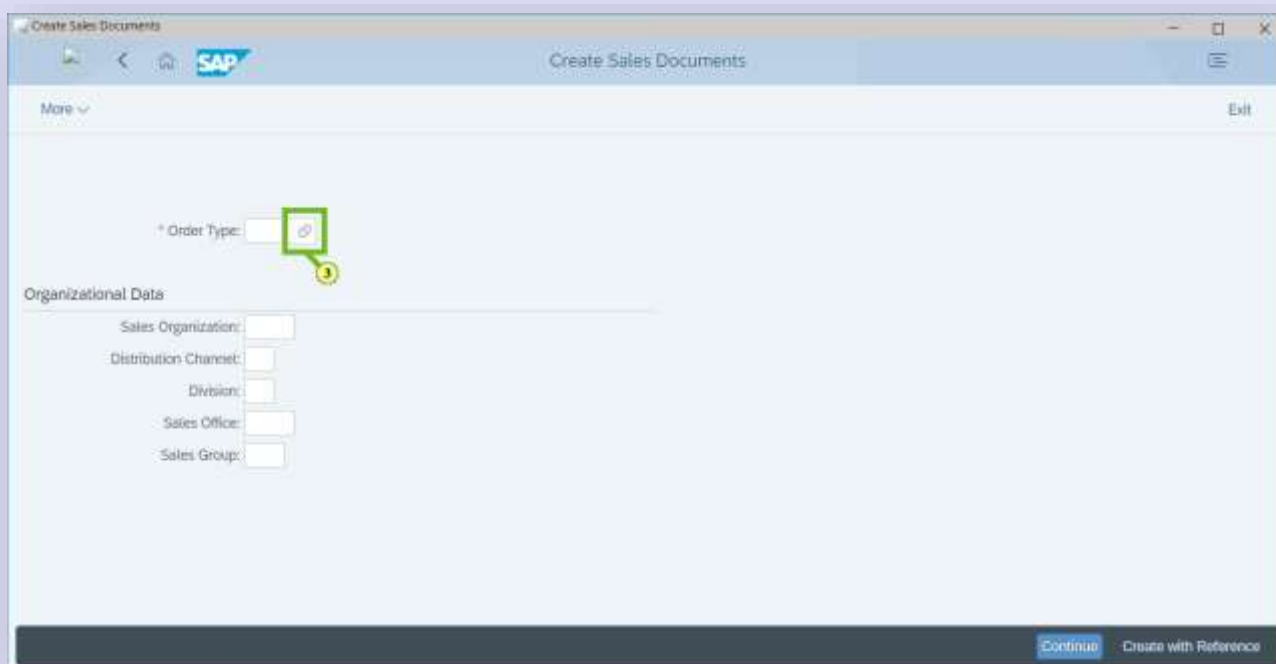 Create Sales Documents
SAP
Create Sales Documents
More
Exit
* Order Type:
3
Organizational Data
Sales Organization:
Distribution Channel:
Division:
Sales Office:
Sales Group:
Continue Create with Reference